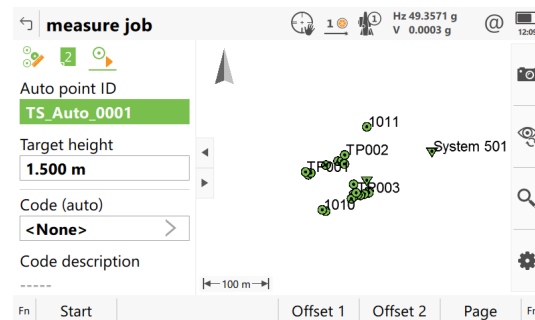 measure job
1
1
Hz 49.3571 g
V 0.0003 g
@
12:09
2
Auto point ID
TS_Auto_0001
Target height
1.500 m
Code (auto)
<None>
Code description
-----
1011
TP002
System 501
TP001
TP003
1010
100 m
Fn
Start
Offset 1
Offset 2
Page
Fn